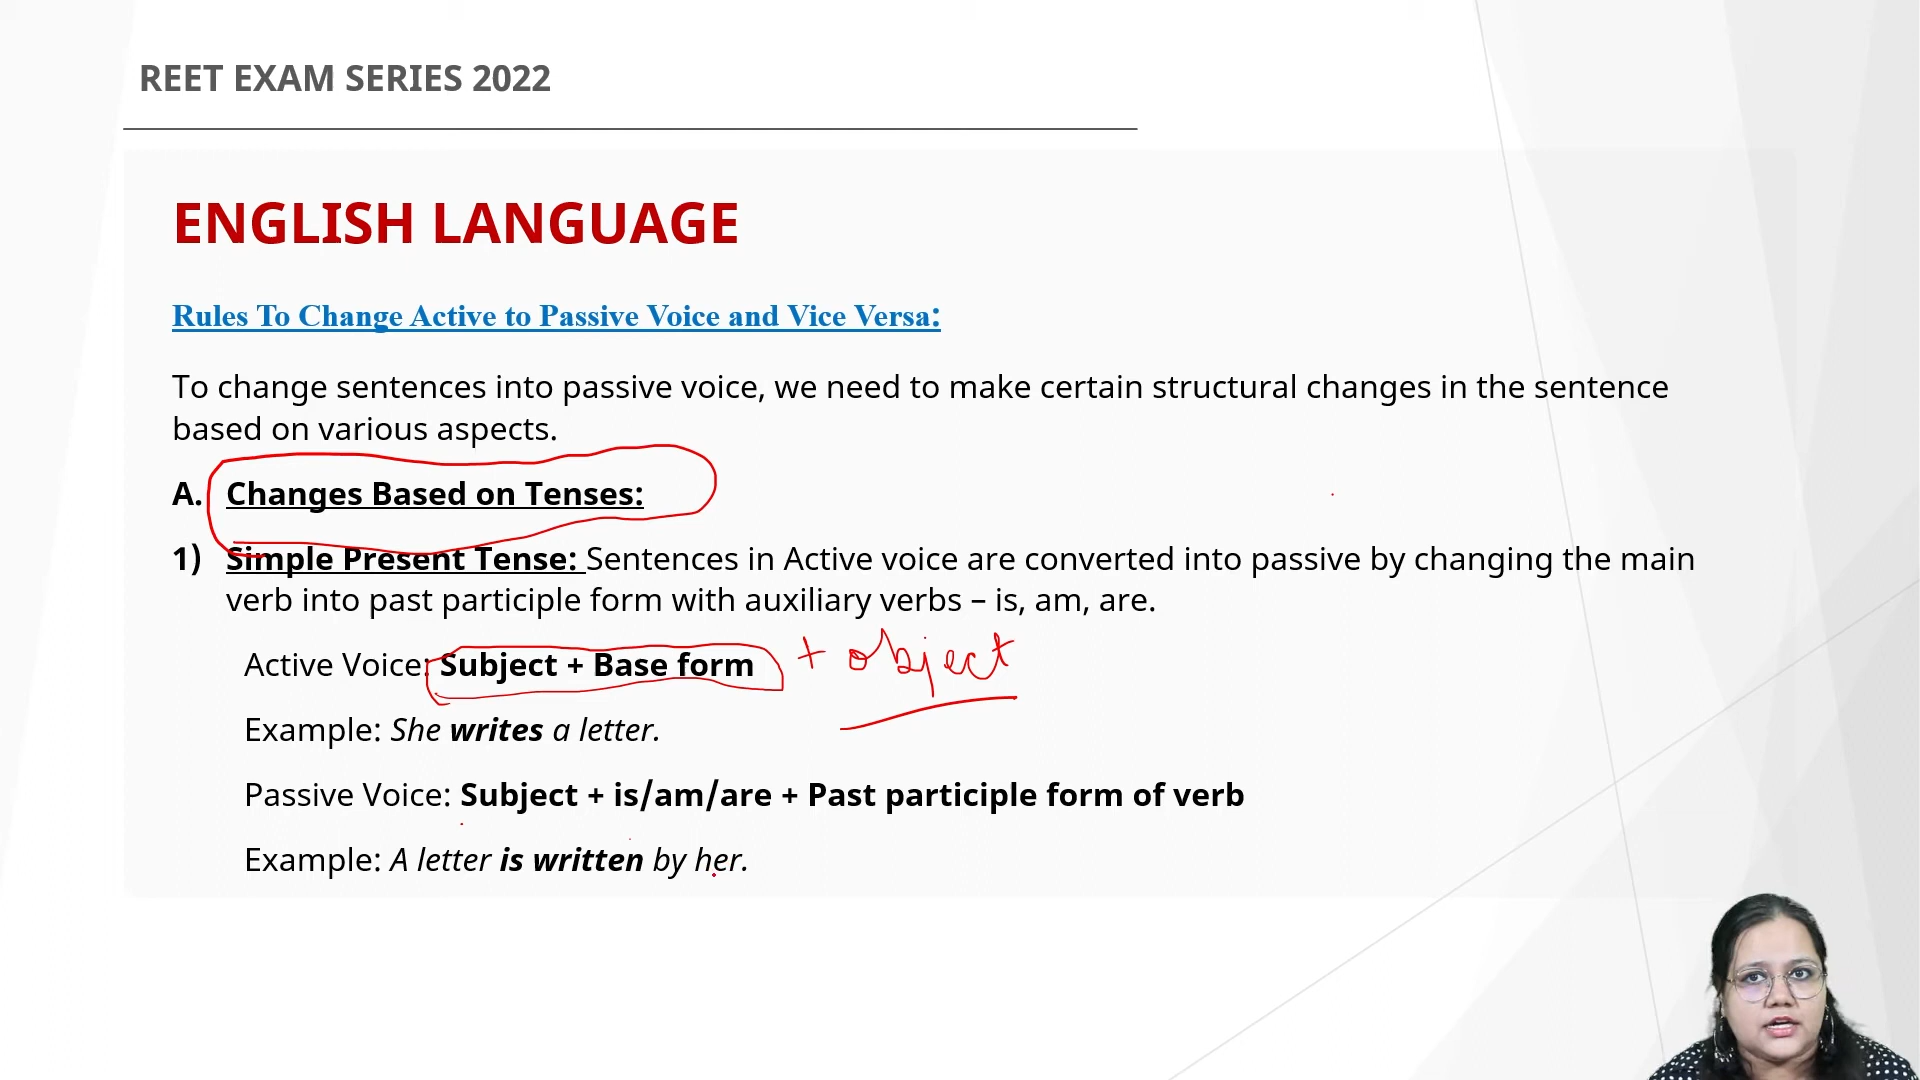 REET EXAM SERIES 2022
ENGLISH LANGUAGE
Rules To Change Active to Passive Voice and Vice Versa:
To change sentences into passive voice, we need to make certain structural changes in the sentence
based on various aspects.
A. Changes Based on Tenses:
1) Simple Present Tense: Sentences in Active voice are converted into passive by changing the main
verb into past participle form with auxiliary verbs – is, am, are.
Active Voice: Subject + Base form + object
Example: She writes a letter.
Passive Voice: Subject + is/am/are + Past participle form of verb
Example: A letter is written by her.